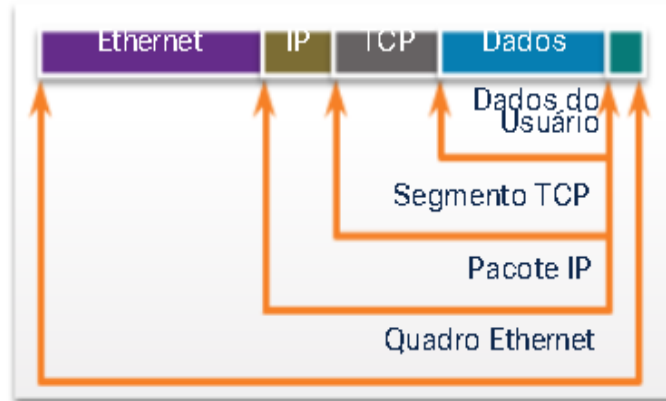 Ethernet IP TCP Dados
Dados do
Usuário
Segmento TCP
Pacote IP
Quadro Ethernet